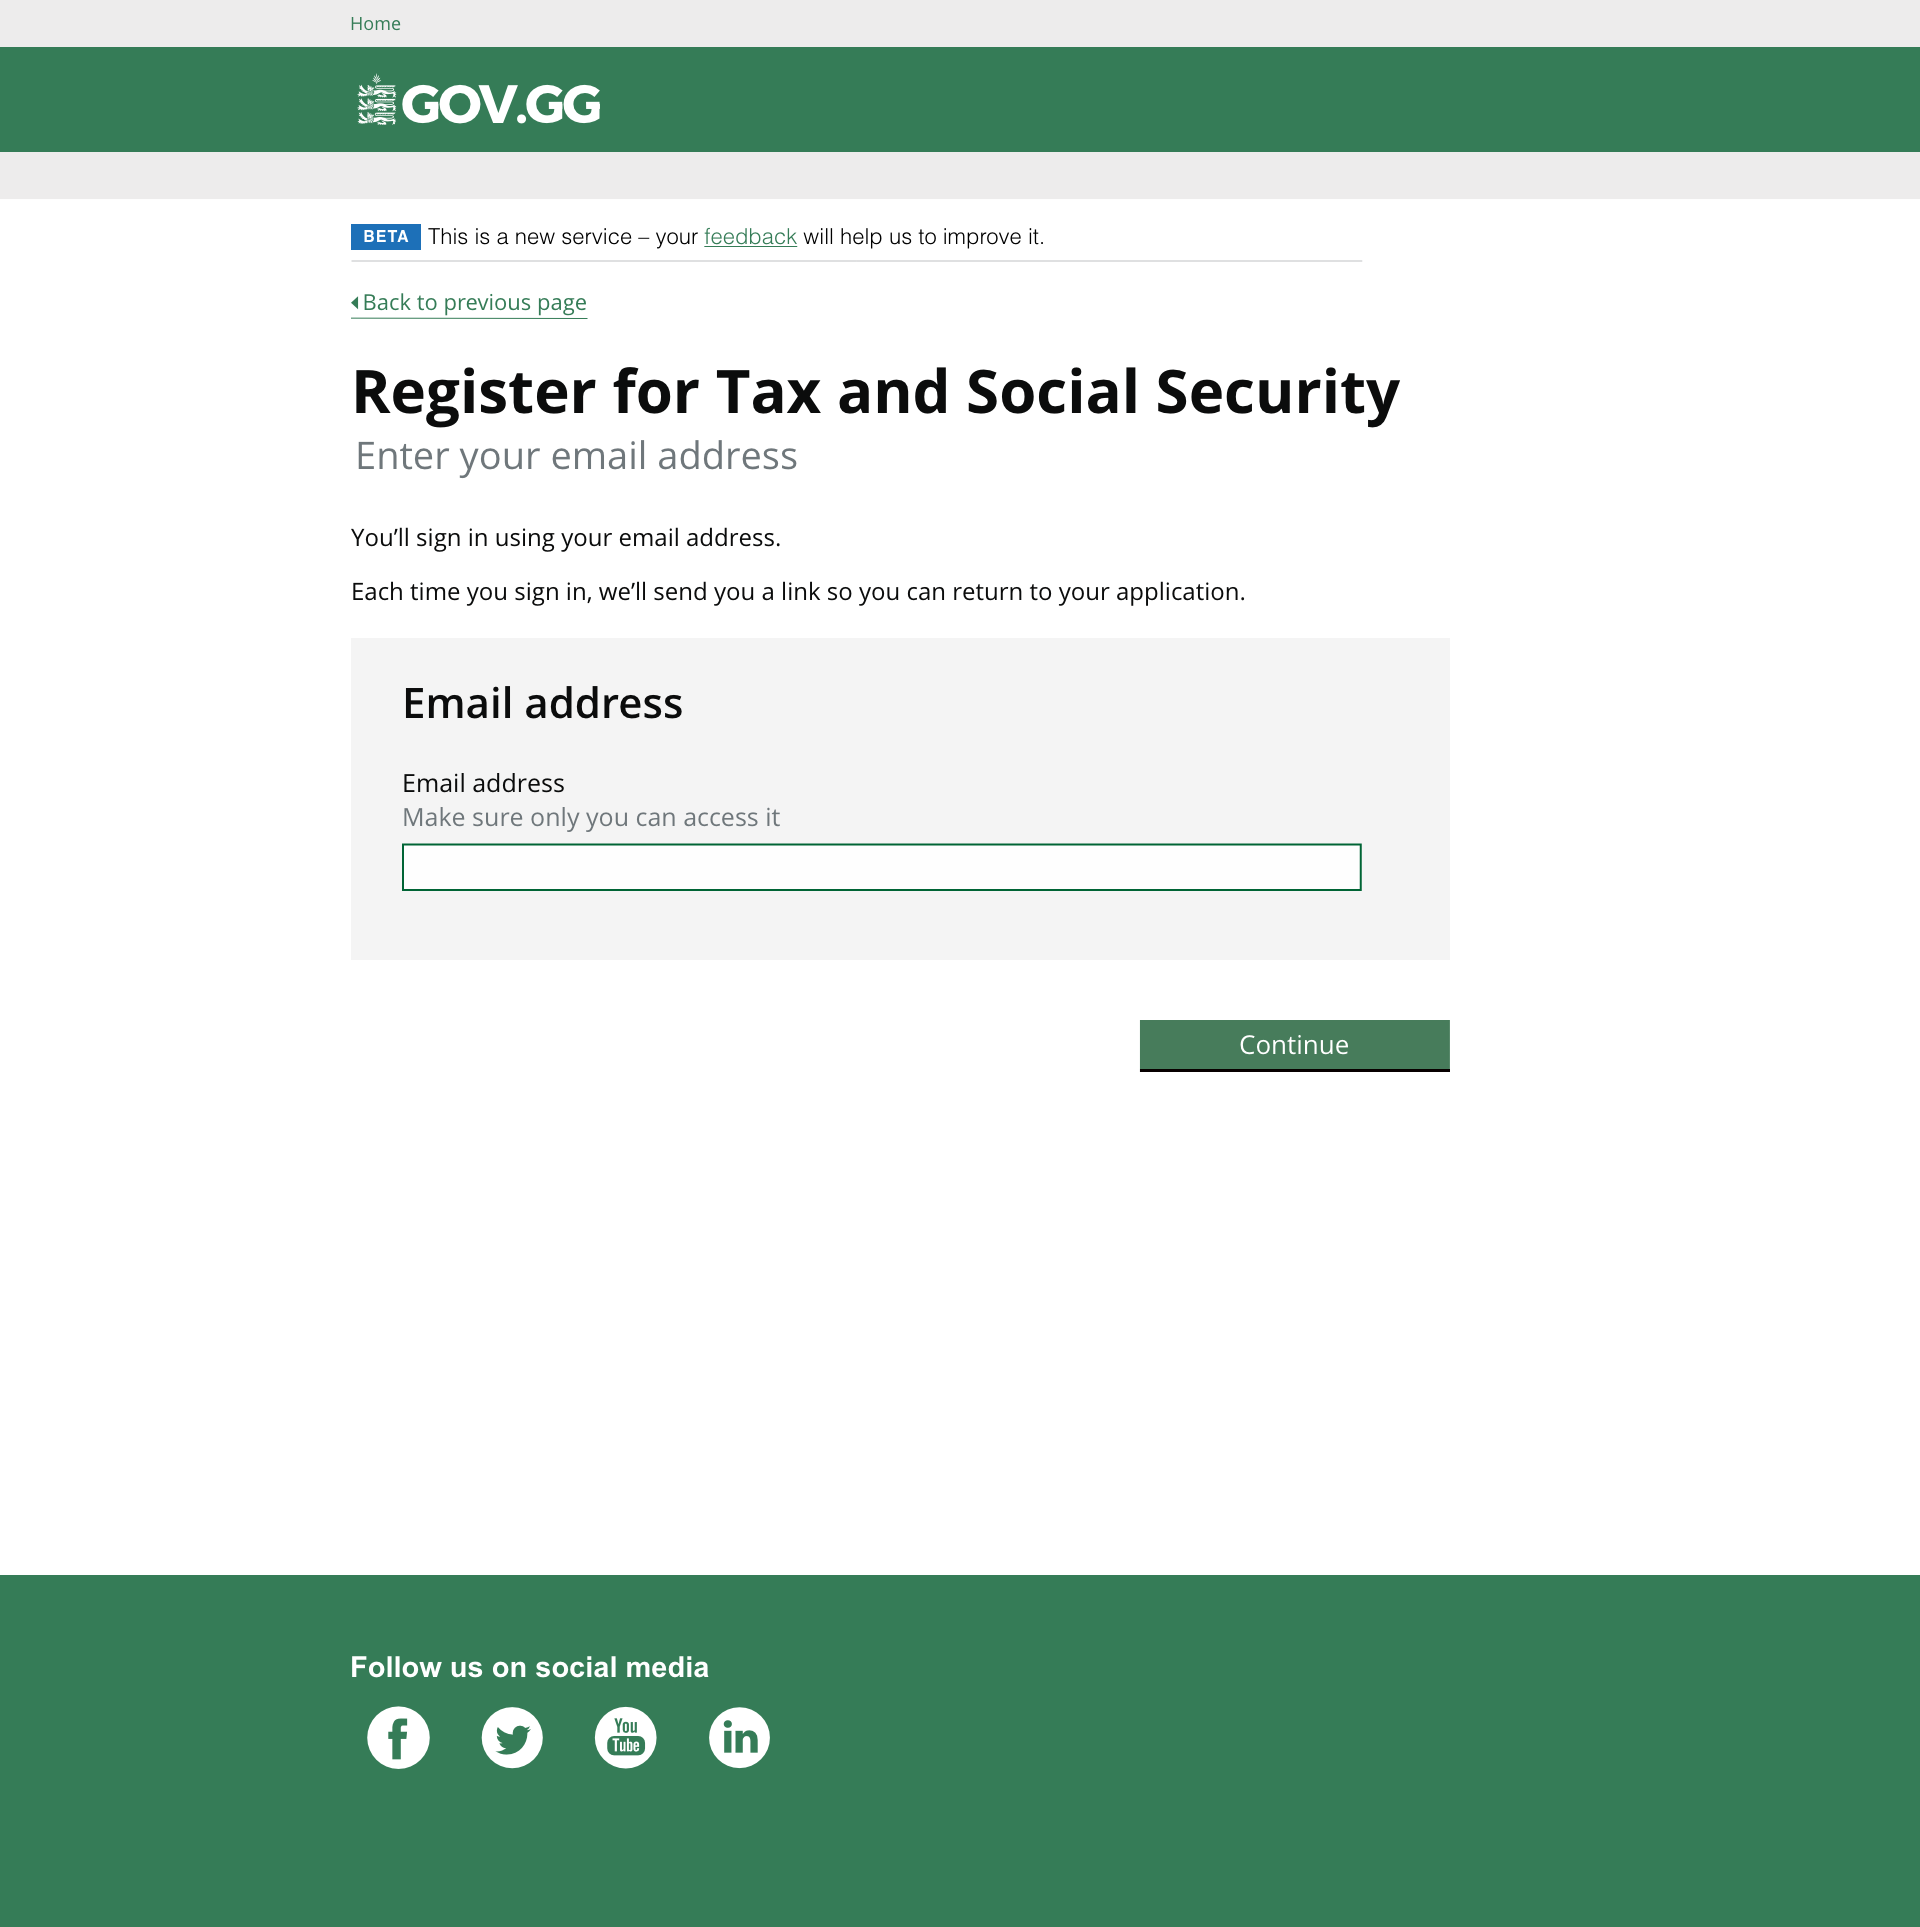 Home
GOV.GG
BETA This is a new service – your feedback will help us to improve it.
Back to previous page
Register for Tax and Social Security
Enter your email address
You’ll sign in using your email address.
Each time you sign in, we’ll send you a link so you can return to your application.
Email address
Email address
Make sure only you can access it
Continue
Follow us on social media
f
You
Tube
in